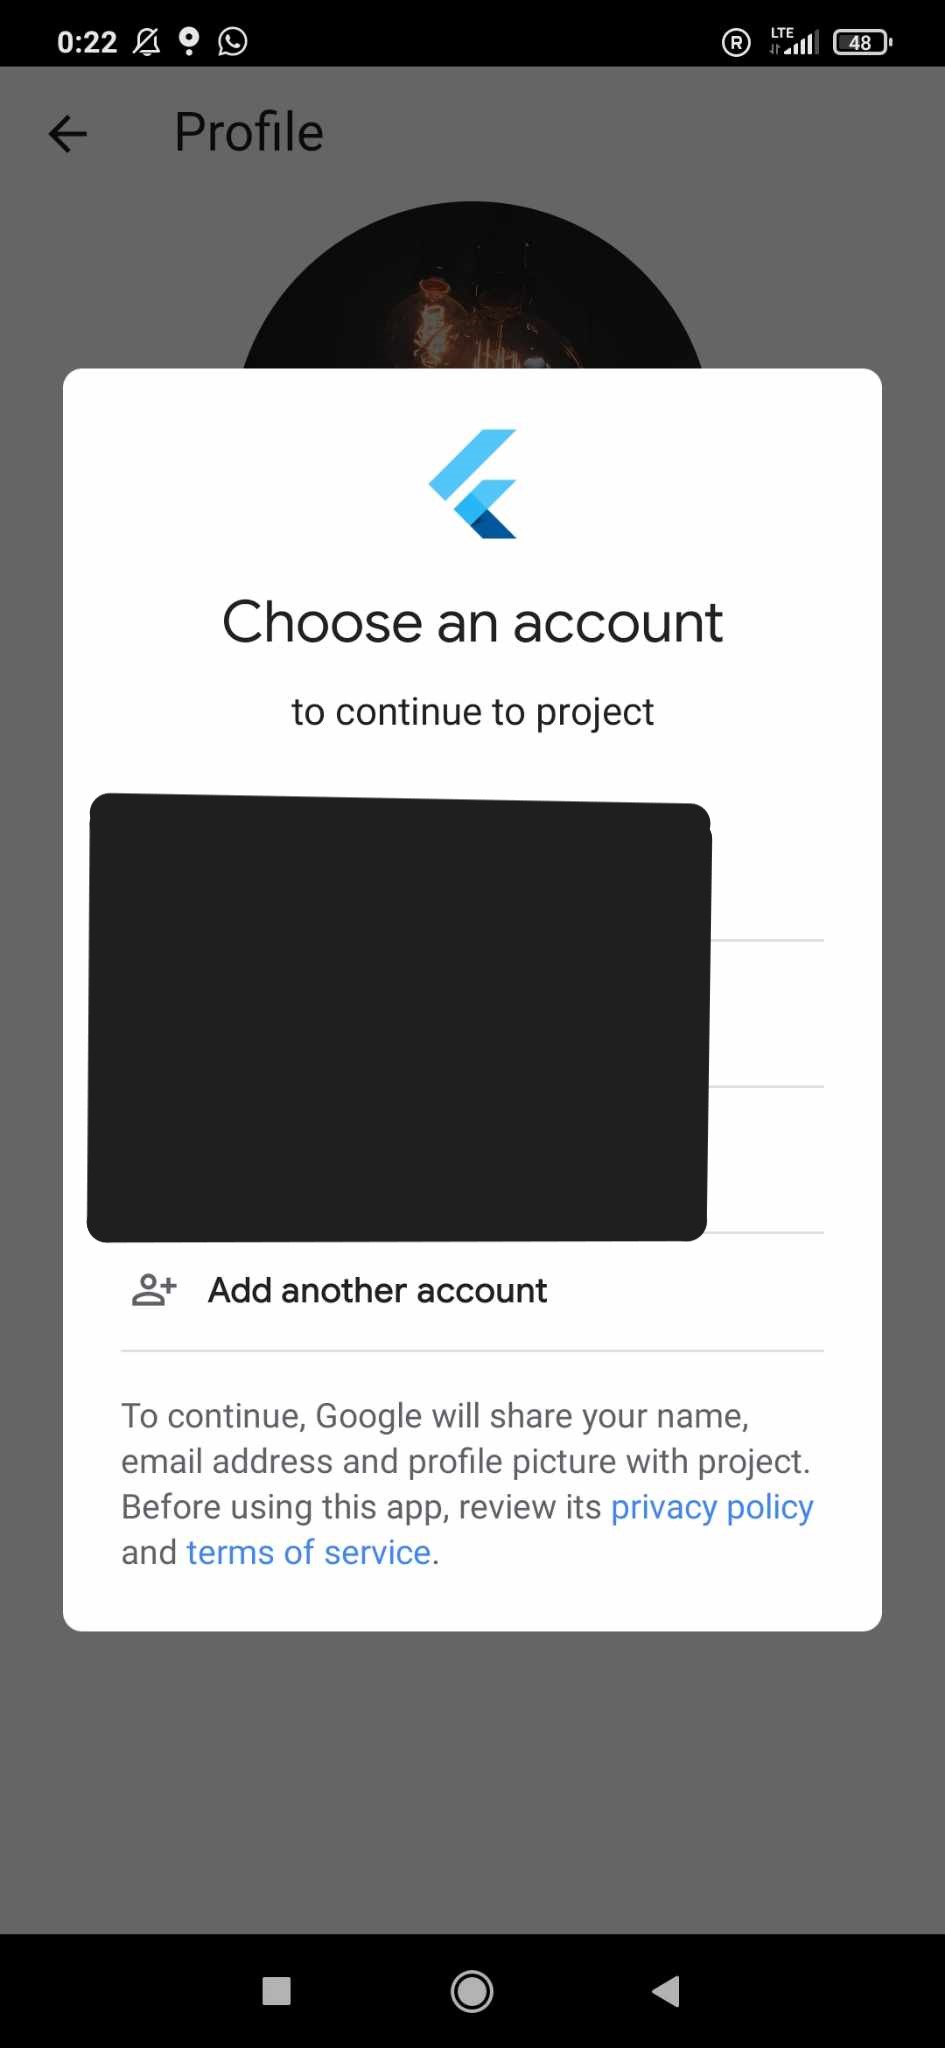 0:22 R LTE 48
Profile
Choose an account
to continue to project
Add another account
To continue, Google will share your name,
email address and profile picture with project.
Before using this app, review its privacy policy
and terms of service.